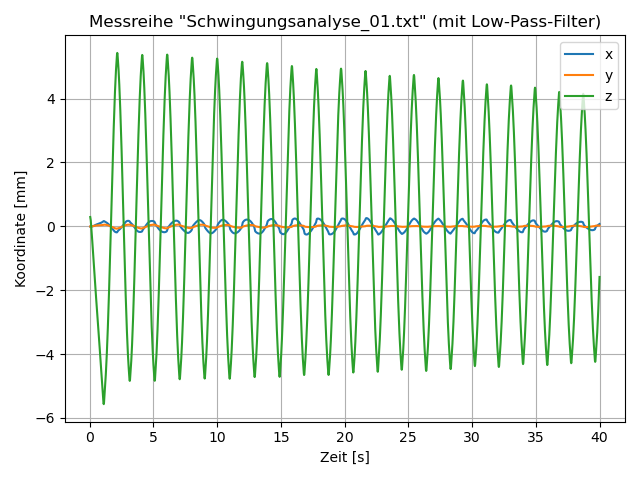 Messreihe "Schwingungsanalyse_01.txt" (mit Low-Pass-Filter)
x
y
z
Koordinate [mm]
4
2
0
−2
−4
−6
0 5 10 15 20 25 30 35 40
Zeit [s]